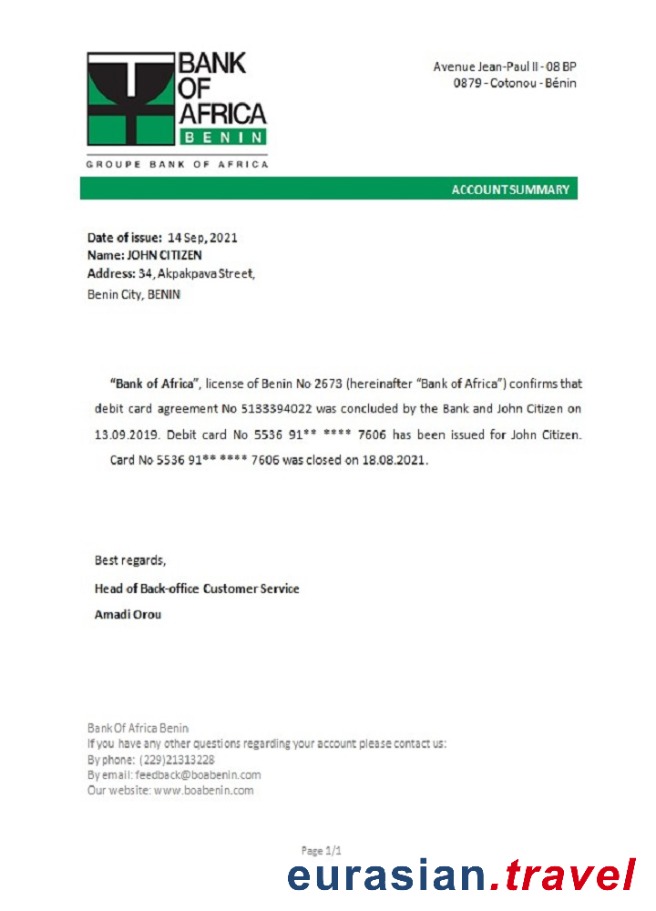 BANK
OF
AFRICA
BENIN
GROUPE BANK OF AFRICA
Avenue Jean-Paul II - 08 BP
0879 - Cotonou - Bénin
ACCOUNT SUMMARY
Date of issue: 14 Sep, 2021
Name: JOHN CITIZEN
Address: 34, Akpakpava Street,
Benin City, BENIN
“Bank of Africa”, license of Benin No 2673 (hereinafter “Bank of Africa”) confirms that
debit card agreement No 5133394022 was concluded by the Bank and John Citizen on
13.09.2019. Debit card No 5536 91** **** 7606 has been issued for John Citizen.
Card No 5536 91** **** 7606 was closed on 18.08.2021.
Best regards,
Head of Back-office Customer Service
Amadi Orou
Bank Of Africa Benin
If you have any other questions regarding your account please contact us:
By phone: (229)21313228
By email: feedback@boabenin.com
Our website: www.boabenin.com
Page 1/1
eurasian.travel